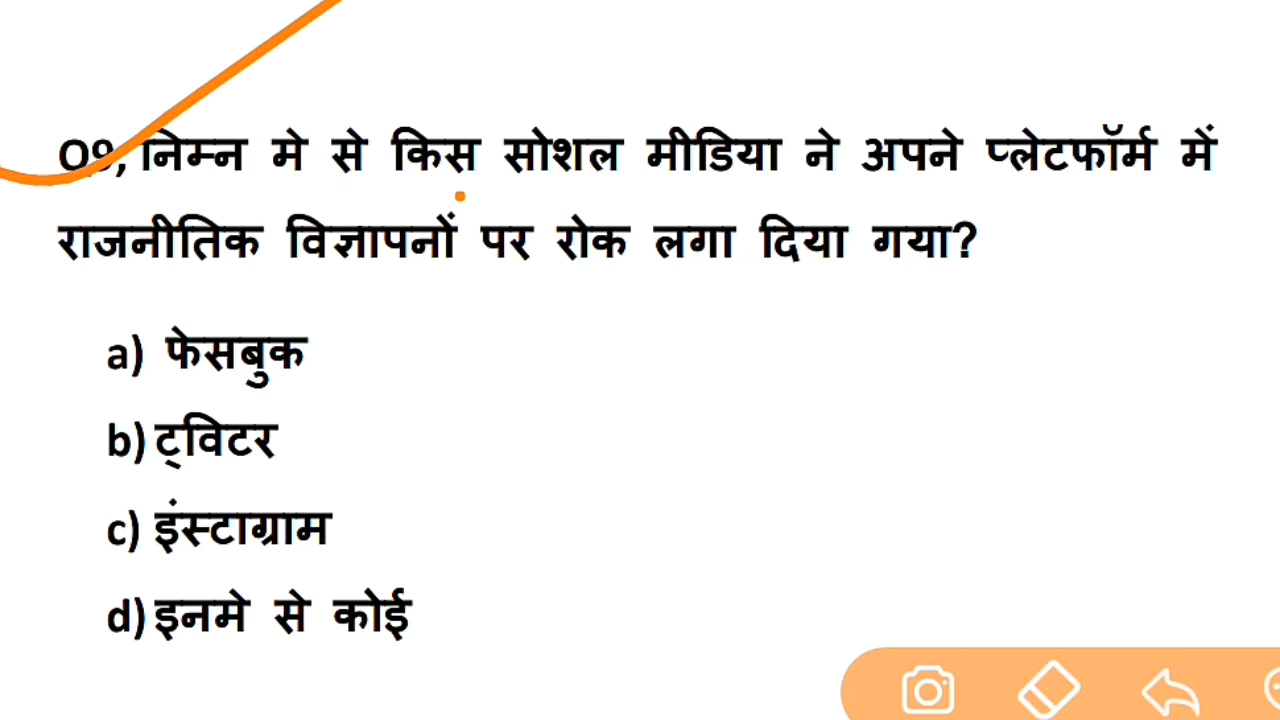 Q9, निम्न मे से किस सोशल मीडिया ने अपने प्लेटफॉर्म में
राजनीतिक विज्ञापनों पर रोक लगा दिया गया?
a) फेसबुक
b) ट्विटर
c) इंस्टाग्राम
d) इनमे से कोई